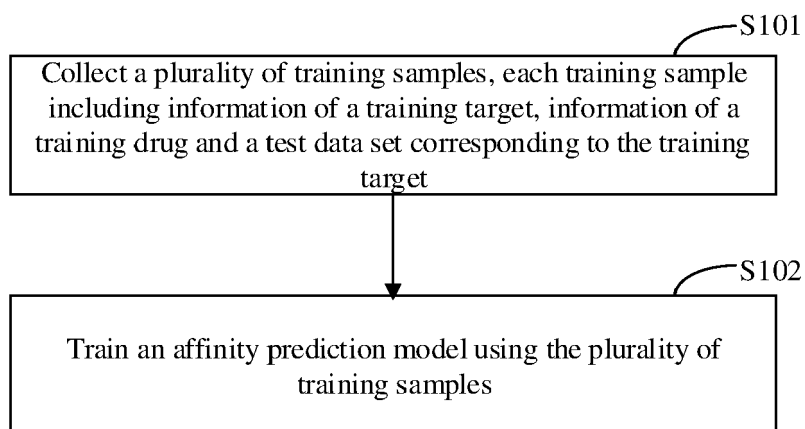 S101
Collect a plurality of training samples, each training sample
including information of a training target, information of a
training drug and a test data set corresponding to the training
target
S102
Train an affinity prediction model using the plurality of
training samples